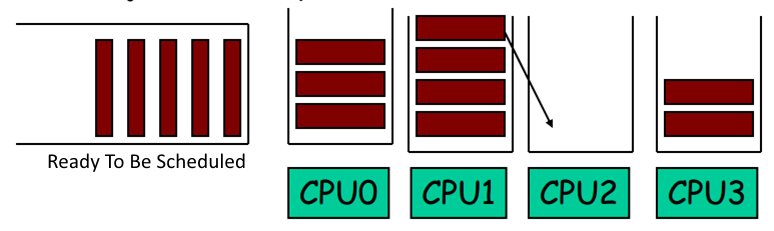 Ready To Be Scheduled
CPU0
CPU1
CPU2
CPU3